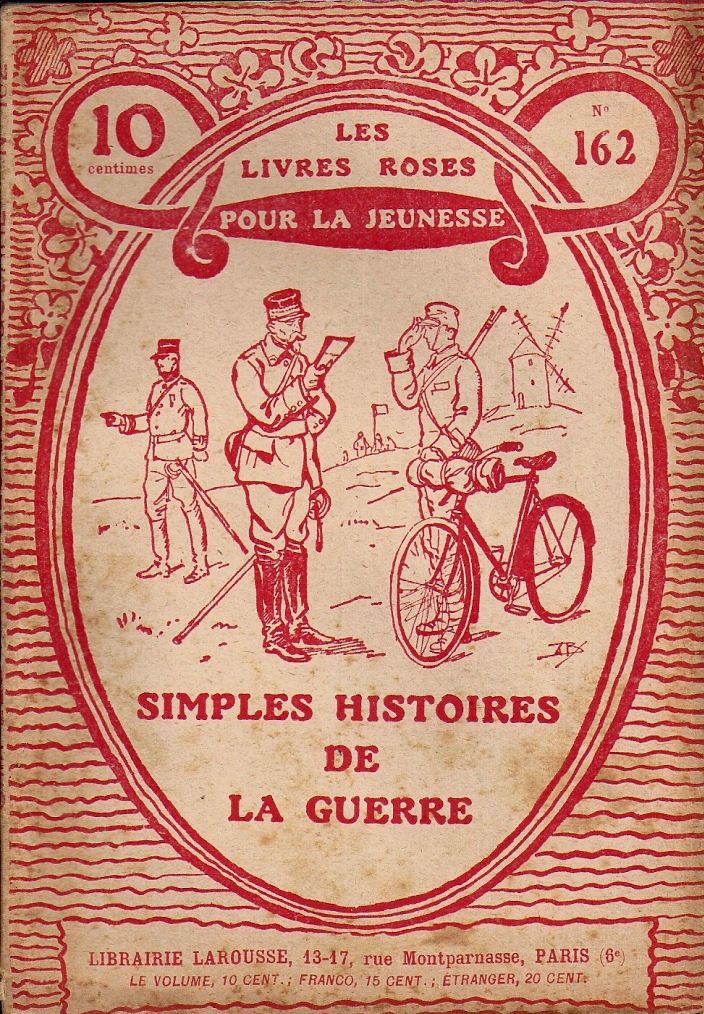 10
centimes
N°
162
LES
LIVRES ROSES
POUR LA JEUNESSE
SIMPLES HISTOIRES
DE
LA GUERRE
LIBRAIRIE LAROUSSE, 13-17, rue Montparnasse, PARIS (6e)
LE VOLUME, 10 CENT.; FRANCO, 15 CENT.; ÉTRANGER, 20 CENT.